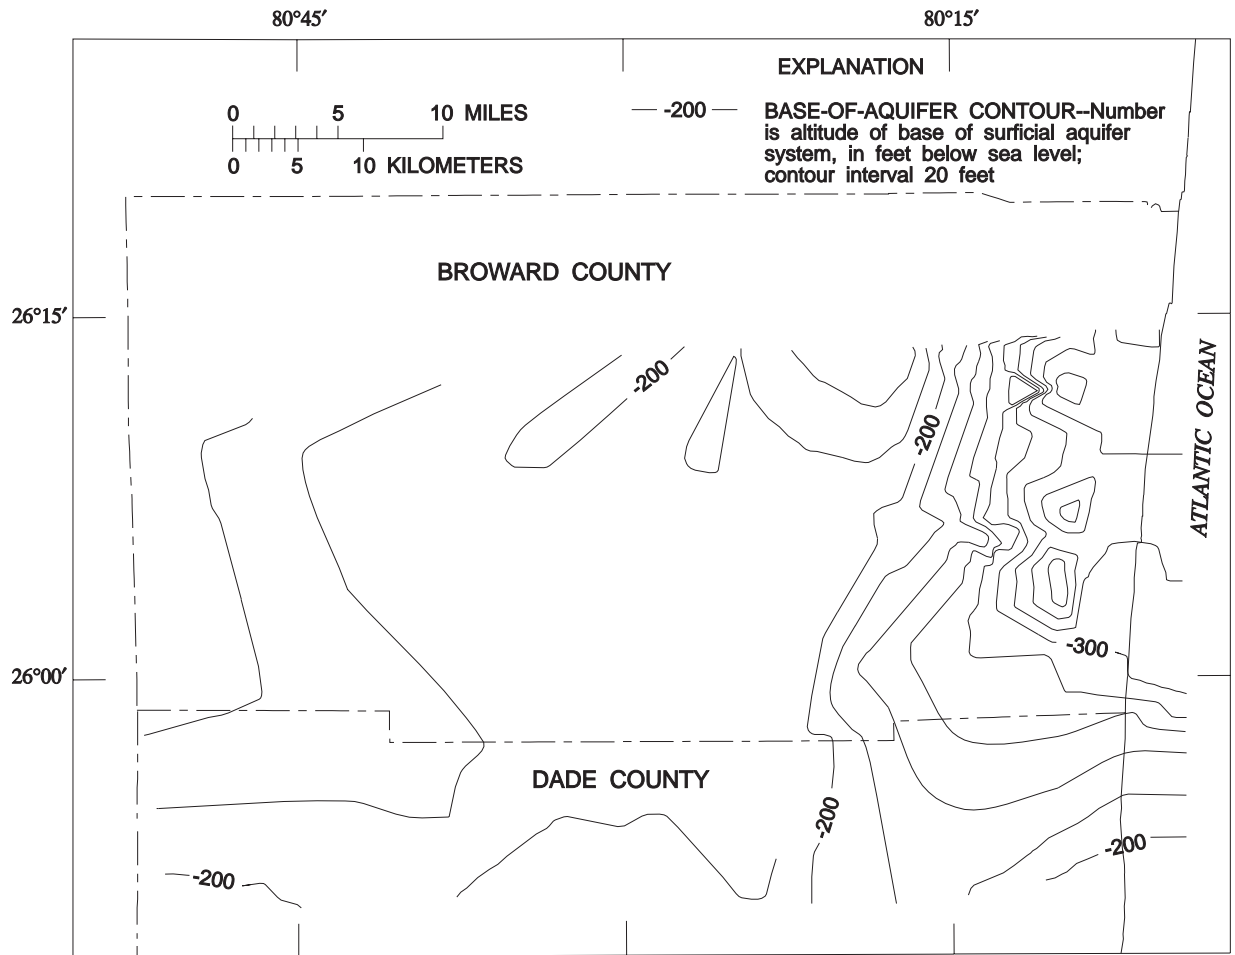 80°45′
80°15′
EXPLANATION
0 5 10 MILES
0 5 10 KILOMETERS
-200
BASE-OF-AQUIFER CONTOUR--Number
is altitude of base of surficial aquifer
system, in feet below sea level;
contour interval 20 feet
BROWARD COUNTY
26°15′
ATLANTIC OCEAN
-200
-200
-300
26°00′
DADE COUNTY
-200
-200
-200